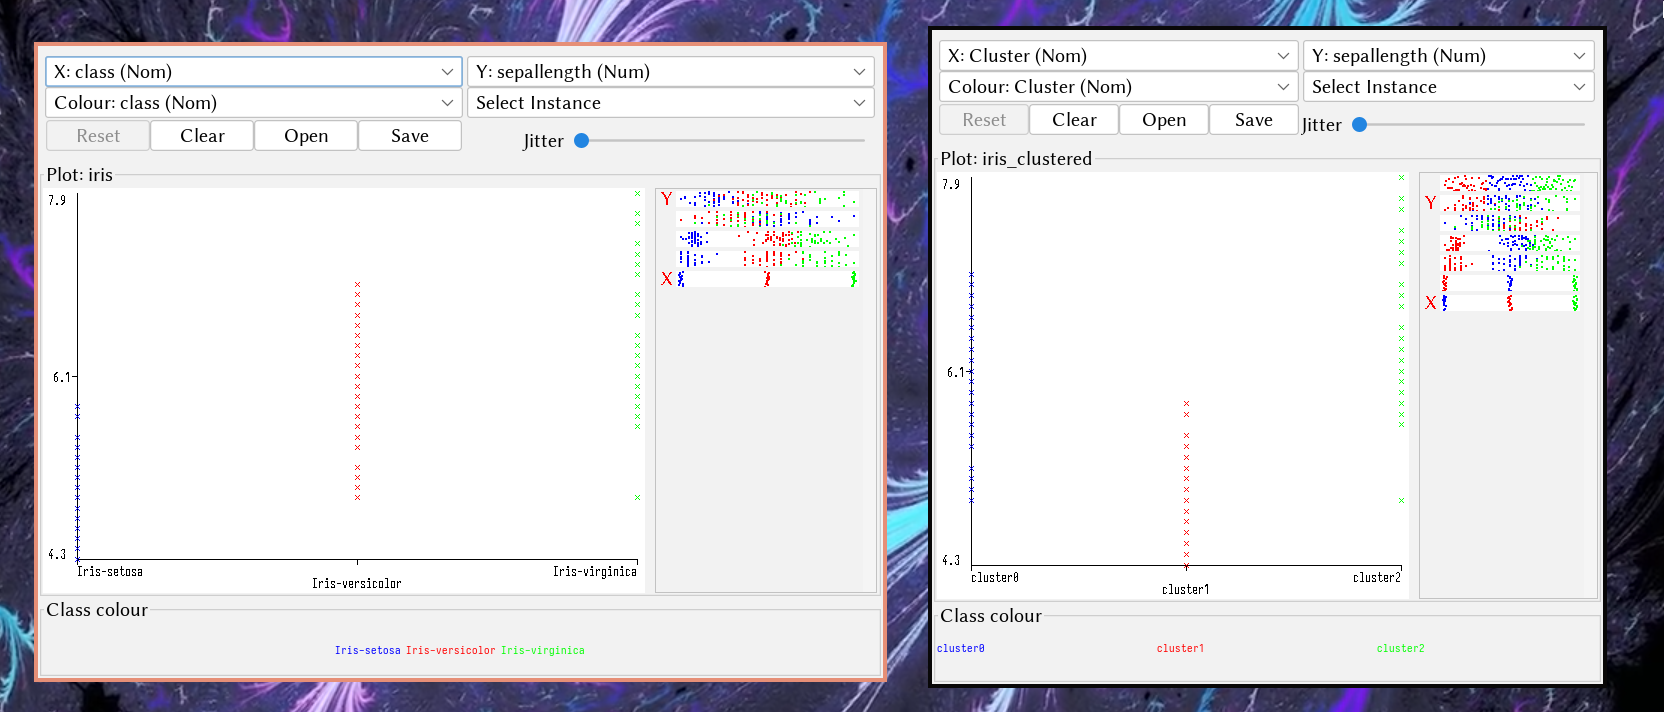 X: class (Nom)
Y: sepallength (Num)
Colour: class (Nom)
Select Instance
Reset
Clear
Open
Save
Jitter
Plot: iris
7.9
6.1
4.3
Iris-setosa
Iris-versicolor
Iris-virginica
Y
X
Class colour
Iris-setosa Iris-versicolor Iris-virginica
X: Cluster (Nom)
Y: sepallength (Num)
Colour: Cluster (Nom)
Select Instance
Reset
Clear
Open
Save
Jitter
Plot: iris_clustered
7.9
6.1
4.3
cluster0
cluster1
cluster2
Y
X
Class colour
cluster0
cluster1
cluster2